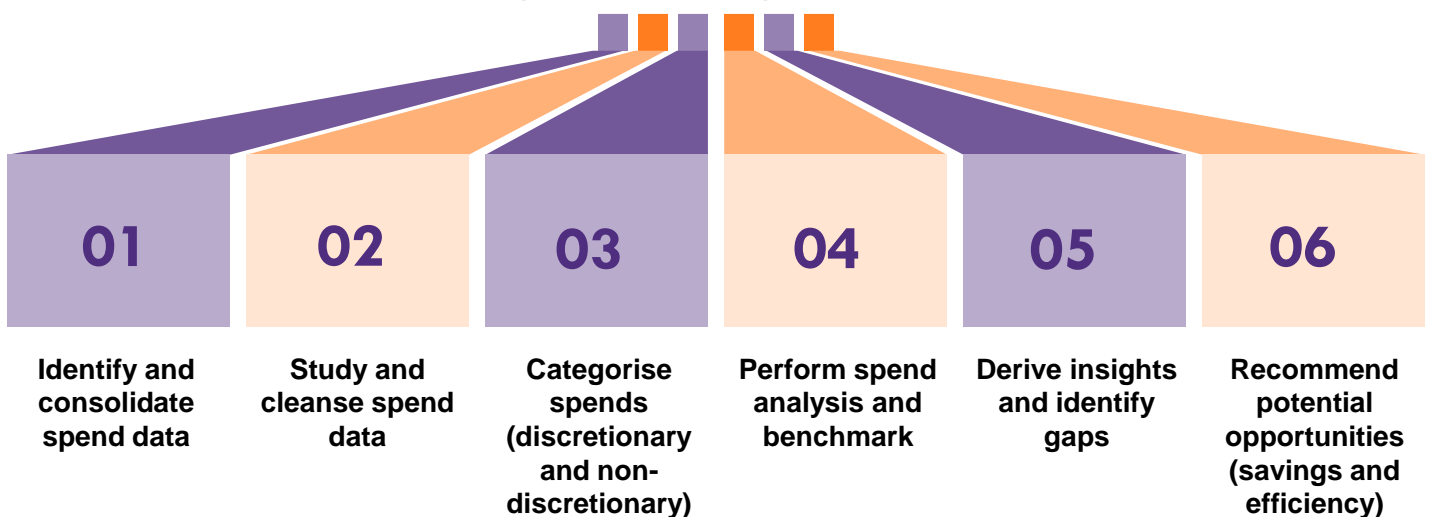 01
Identify and
consolidate
spend data
02
Study and
cleanse spend
data
03
Categorise
spends
(discretionary
and non-
discretionary)
04
Perform spend
analysis and
benchmark
05
Derive insights
and identify
gaps
06
Recommend
potential
opportunities
(savings and
efficiency)